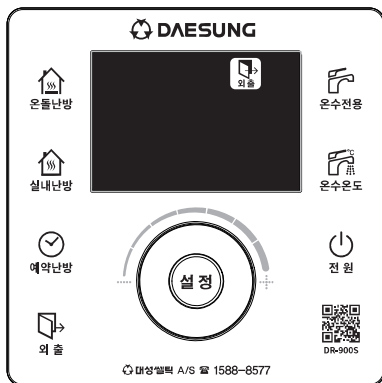 DAESUNG
외출
온돌난방
실내난방
예약난방
외 출
온수전용
℃
온수온도
전 원
설 정
DR-900S
대성쎌틱 A/S ☎ 1588-8577